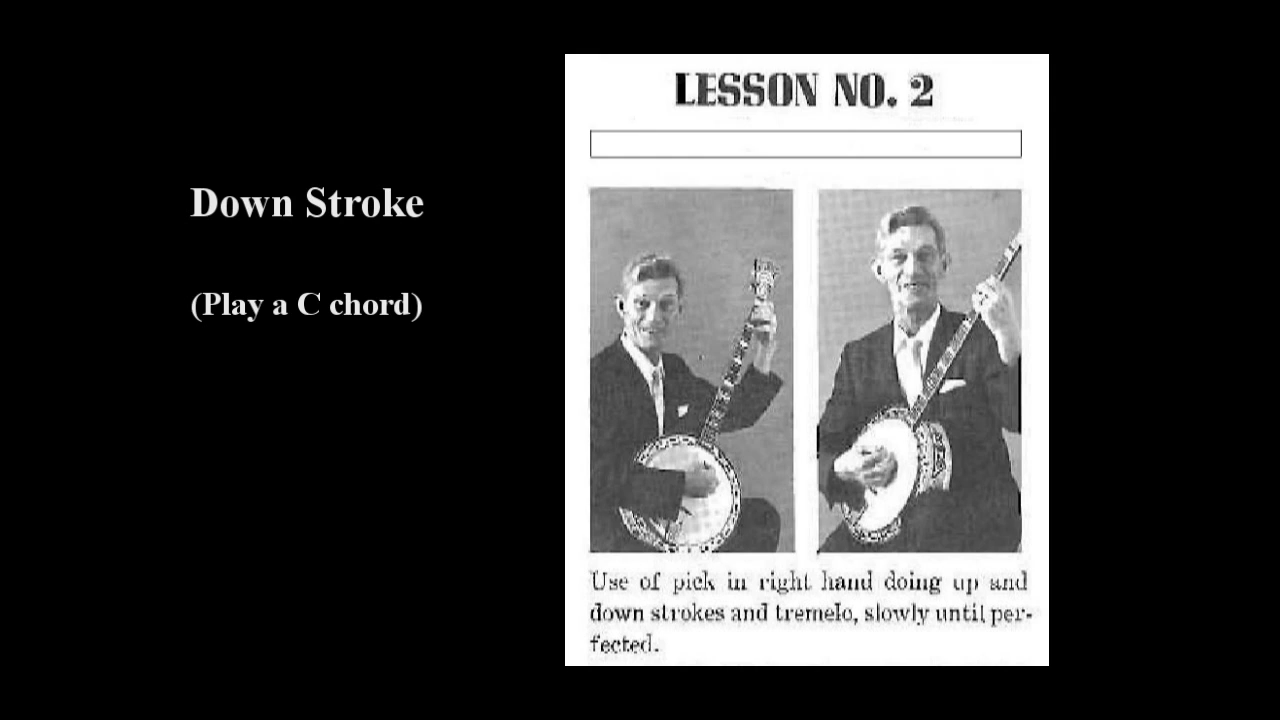 Down Stroke
(Play a C chord)
LESSON NO. 2
Use of pick in right hand doing up and
down strokes and tremelo, slowly until per-
fected.